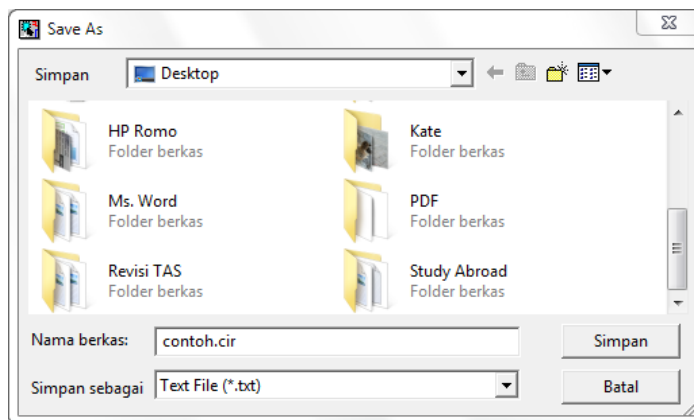 Save As
Simpan
Desktop
HP Romo
Folder berkas
Kate
Folder berkas
Ms. Word
Folder berkas
PDF
Folder berkas
Revisi TAS
Folder berkas
Study Abroad
Folder berkas
Nama berkas:
contoh.cir
Simpan
Simpan sebagai
Text File (*.txt)
Batal